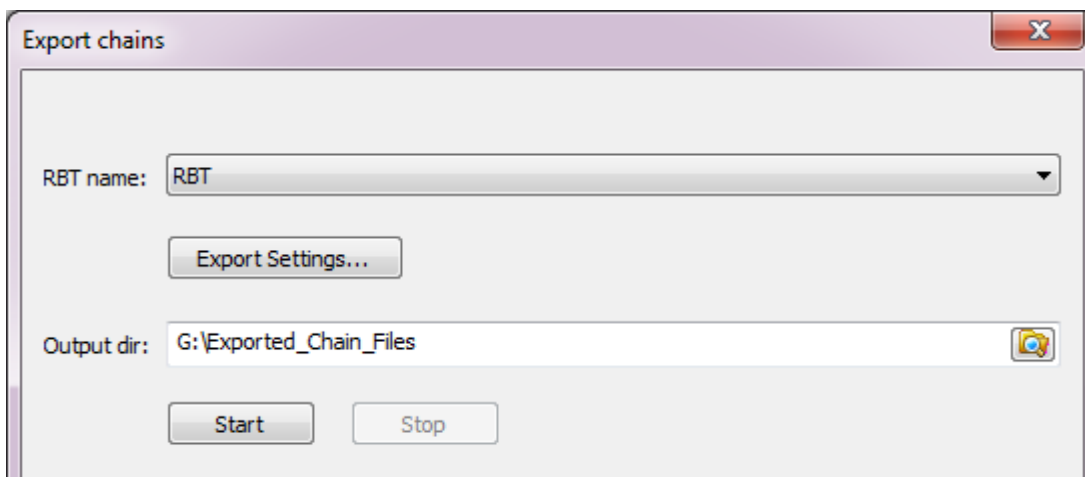 Export chains
RBT name: RBT
Export Settings...
Output dir: G:\Exported_Chain_Files
Start Stop